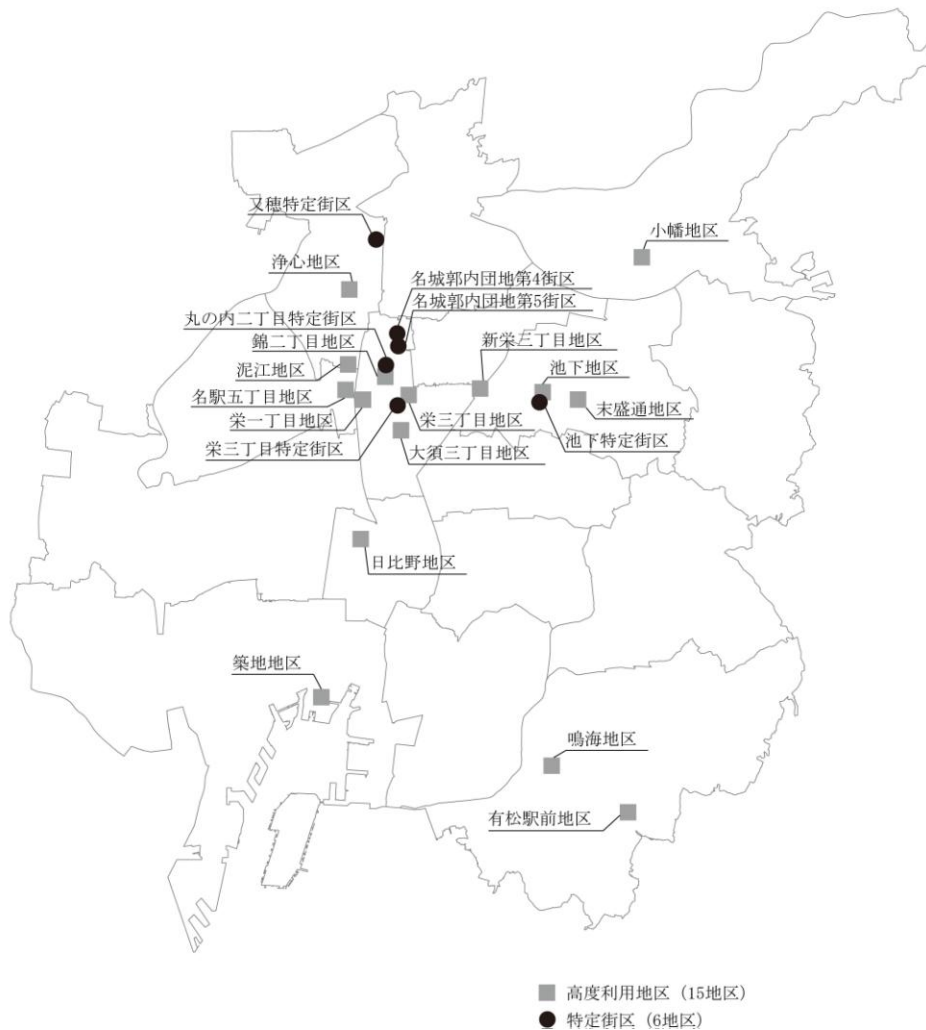 又穂特定街区
小幡地区
浄心地区
名城郭内団地第4街区
名城郭内団地第5街区
丸の内二丁目特定街区
錦二丁目地区
新栄三丁目地区
泥江地区
池下地区
名駅五丁目地区
末盛通地区
栄一丁目地区
栄三丁目地区
栄三丁目特定街区
池下特定街区
大須三丁目地区
日比野地区
築地地区
鳴海地区
有松駅前地区
高度利用地区（15地区）
特定街区（6地区）